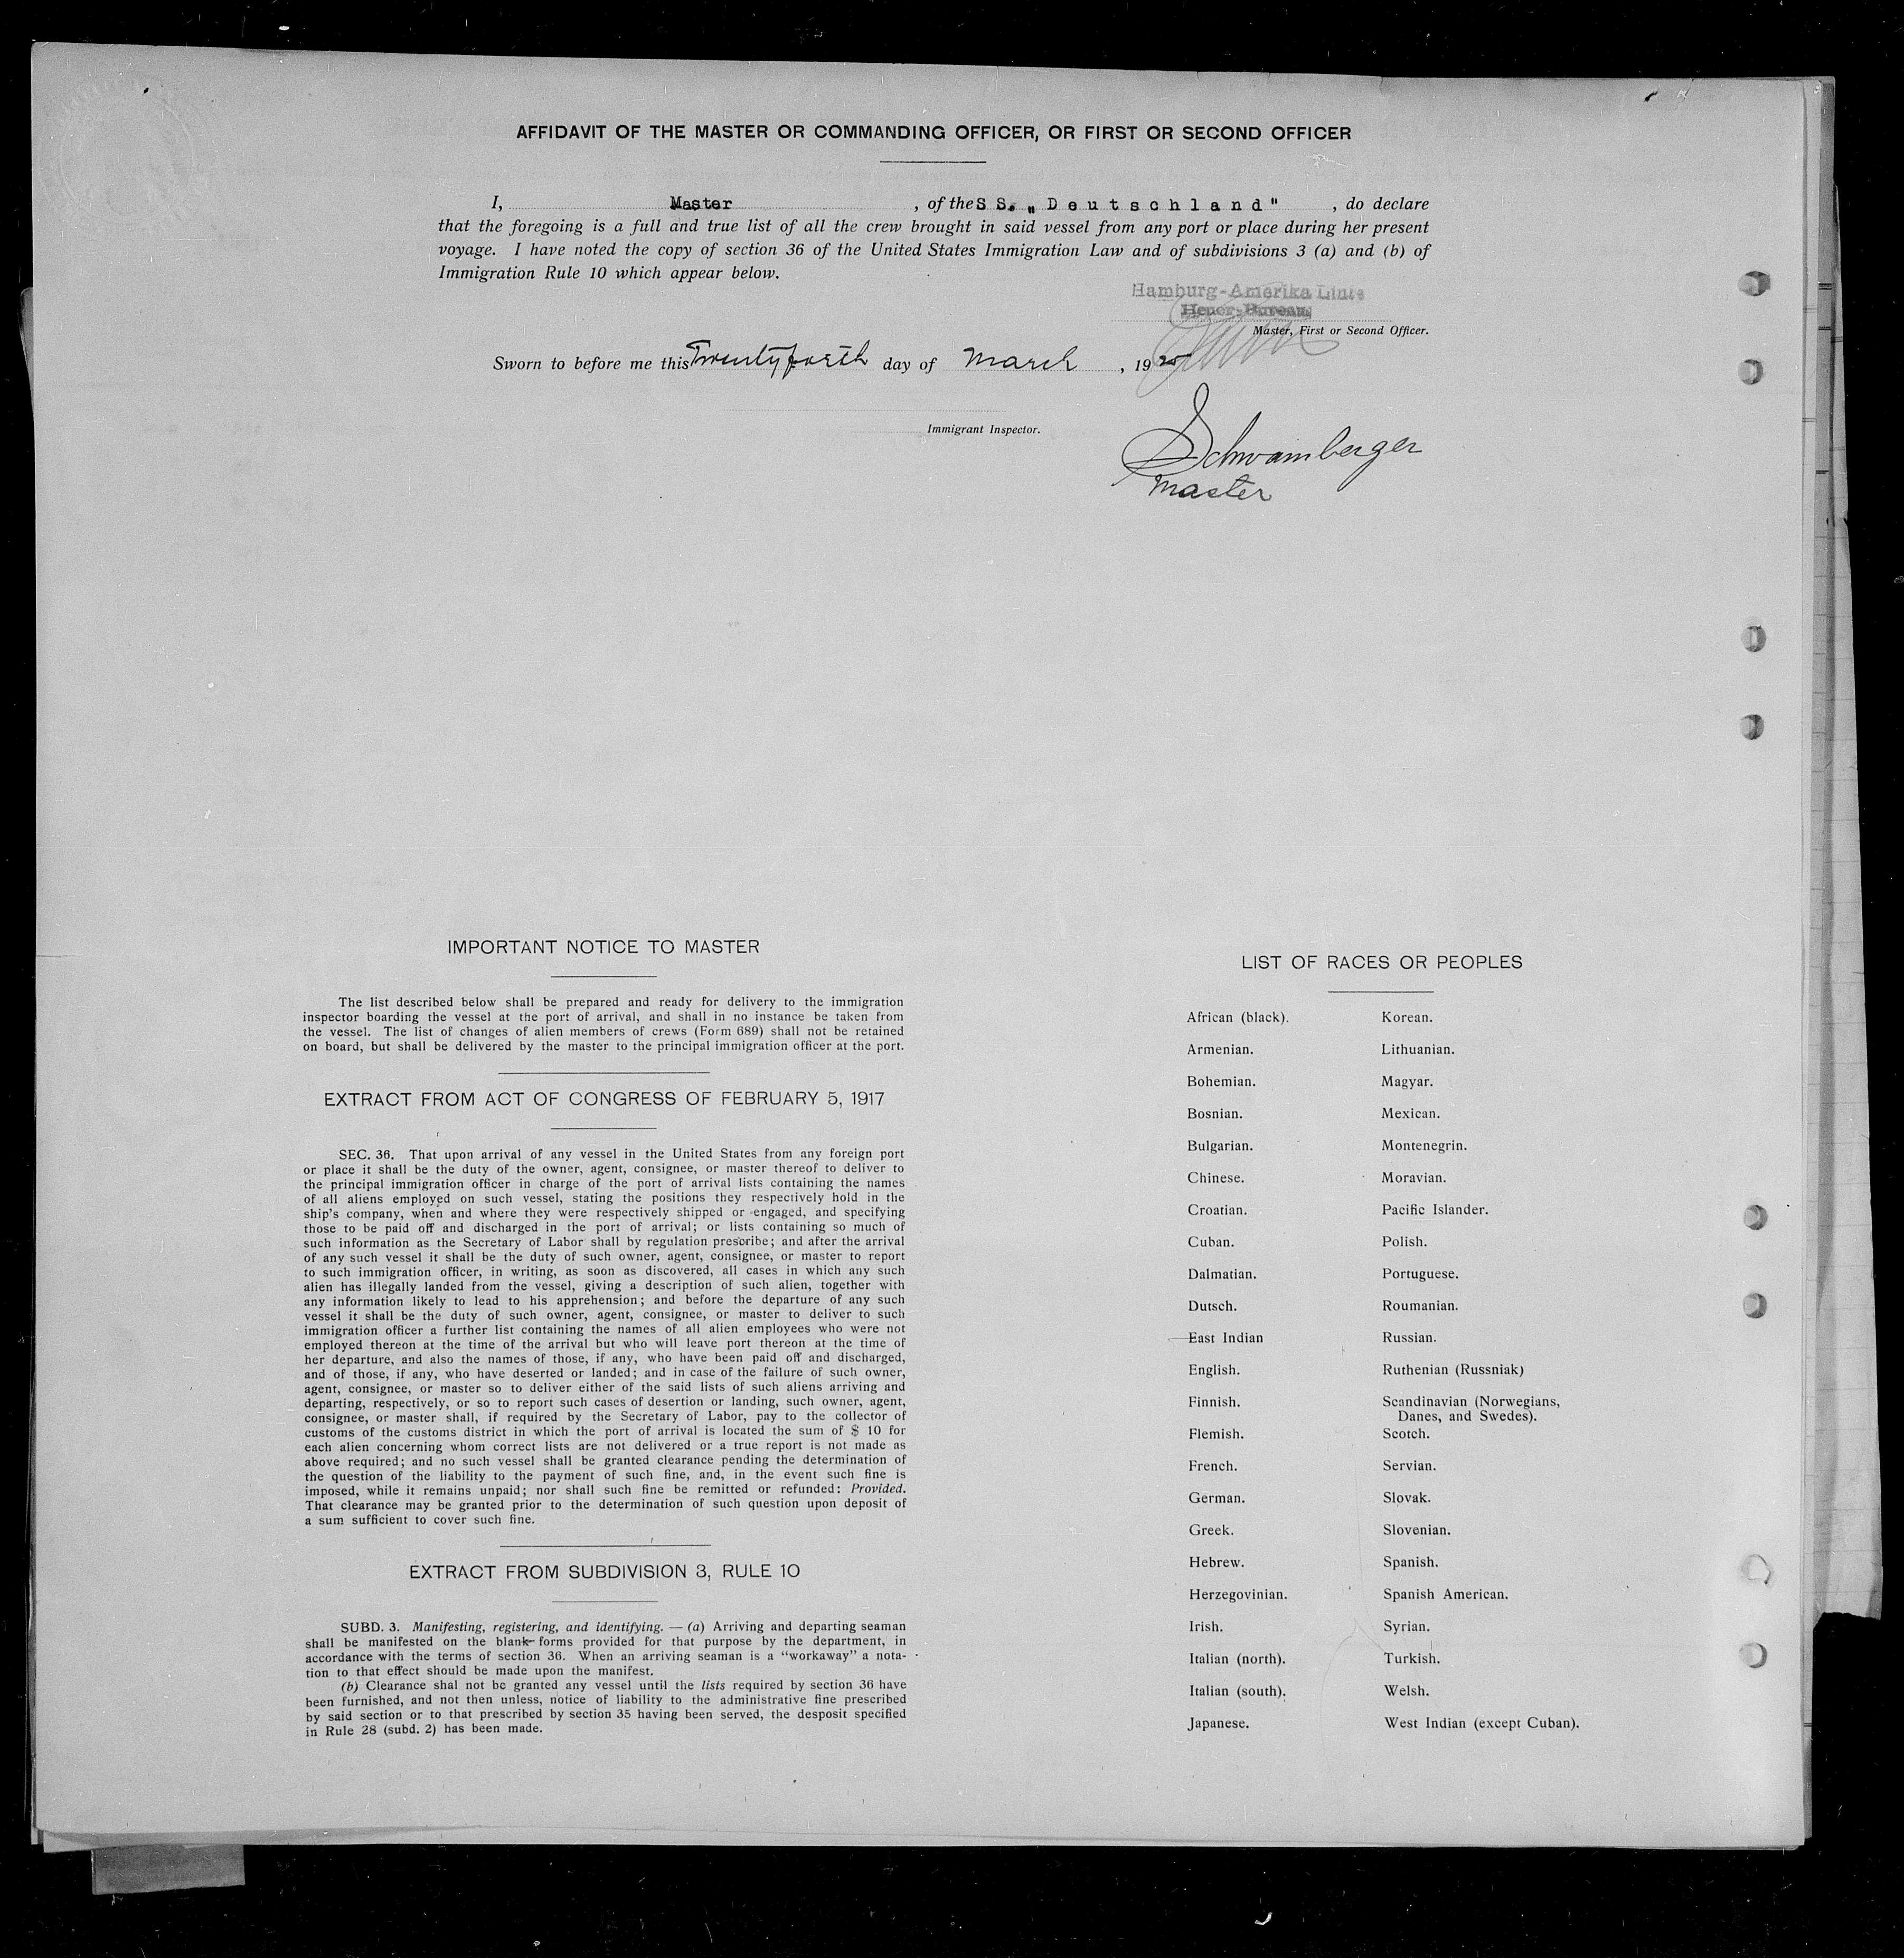 AFFIDAVIT OF THE MASTER OR COMMANDING OFFICER, OR FIRST OR SECOND OFFICER
I, Master , of the S S. „ D e u t s c h l a n d " , do declare
that the foregoing is a full and true list of all the crew brought in said vessel from any port or place during her present
voyage. I have noted the copy of section 36 of the United States Immigration Law and of subdivisions 3 (a) and (b) of
Immigration Rule 10 which appear below.
Hamburg-Amerika Linie
Heuer-Bureau
Master, First or Second Officer.
Sworn to before me this Twentyforth day of March , 1925
Immigrant Inspector.
Schwamberger
Master
IMPORTANT NOTICE TO MASTER
The list described below shall be prepared and ready for delivery to the immigration
inspector boarding the vessel at the port of arrival, and shall in no instance be taken from
the vessel. The list of changes of alien members of crews (Form 689) shall not be retained
on board, but shall be delivered by the master to the principal immigration officer at the port.
EXTRACT FROM ACT OF CONGRESS OF FEBRUARY 5, 1917
SEC. 36. That upon arrival of any vessel in the United States from any foreign port
or place it shall be the duty of the owner, agent, consignee, or master thereof to deliver to
the principal immigration officer in charge of the port of arrival lists containing the names
of all aliens employed on such vessel, stating the positions they respectively hold in the
ship's company, when and where they were respectively shipped or engaged, and specifying
those to be paid off and discharged in the port of arrival; or lists containing so much of
such information as the Secretary of Labor shall by regulation prescribe; and after the arrival
of any such vessel it shall be the duty of such owner, agent, consignee, or master to report
to such immigration officer, in writing, as soon as discovered, all cases in which any such
alien has illegally landed from the vessel, giving a description of such alien, together with
any information likely to lead to his apprehension; and before the departure of any such
vessel it shall be the duty of such owner, agent, consignee, or master to deliver to such
immigration officer a further list containing the names of all alien employees who were not
employed thereon at the time of the arrival but who will leave port thereon at the time of
her departure, and also the names of those, if any, who have been paid off and discharged,
and of those, if any, who have deserted or landed; and in case of the failure of such owner,
agent, consignee, or master so to deliver either of the said lists of such aliens arriving and
departing, respectively, or so to report such cases of desertion or landing, such owner, agent,
consignee, or master shall, if required by the Secretary of Labor, pay to the collector of
customs of the customs district in which the port of arrival is located the sum of $ 10 for
each alien concerning whom correct lists are not delivered or a true report is not made as
above required; and no such vessel shall be granted clearance pending the determination of
the question of the liability to the payment of such fine, and, in the event such fine is
imposed, while it remains unpaid; nor shall such fine be remitted or refunded: Provided.
That clearance may be granted prior to the determination of such question upon deposit of
a sum sufficient to cover such fine.
EXTRACT FROM SUBDIVISION 3, RULE 10
SUBD. 3. Manifesting, registering, and identifying. — (a) Arriving and departing seaman
shall be manifested on the blank forms provided for that purpose by the department, in
accordance with the terms of section 36. When an arriving seaman is a "workaway" a nota-
tion to that effect should be made upon the manifest.
(b) Clearance shal not be granted any vessel until the lists required by section 36 have
been furnished, and not then unless, notice of liability to the administrative fine prescribed
by said section or to that prescribed by section 35 having been served, the desposit specified
in Rule 28 (subd. 2) has been made.
LIST OF RACES OR PEOPLES
African (black).
Armenian.
Bohemian.
Bosnian.
Bulgarian.
Chinese.
Croatian.
Cuban.
Dalmatian.
Dutsch.
East Indian
English.
Finnish.
Flemish.
French.
German.
Greek.
Hebrew.
Herzegovinian.
Irish.
Italian (north).
Italian (south).
Japanese.
Korean.
Lithuanian.
Magyar.
Mexican.
Montenegrin.
Moravian.
Pacific Islander.
Polish.
Portuguese.
Roumanian.
Russian.
Ruthenian (Russniak)
Scandinavian (Norwegians,
Danes, and Swedes).
Scotch.
Servian.
Slovak.
Slovenian.
Spanish.
Spanish American.
Syrian.
Turkish.
Welsh.
West Indian (except Cuban).